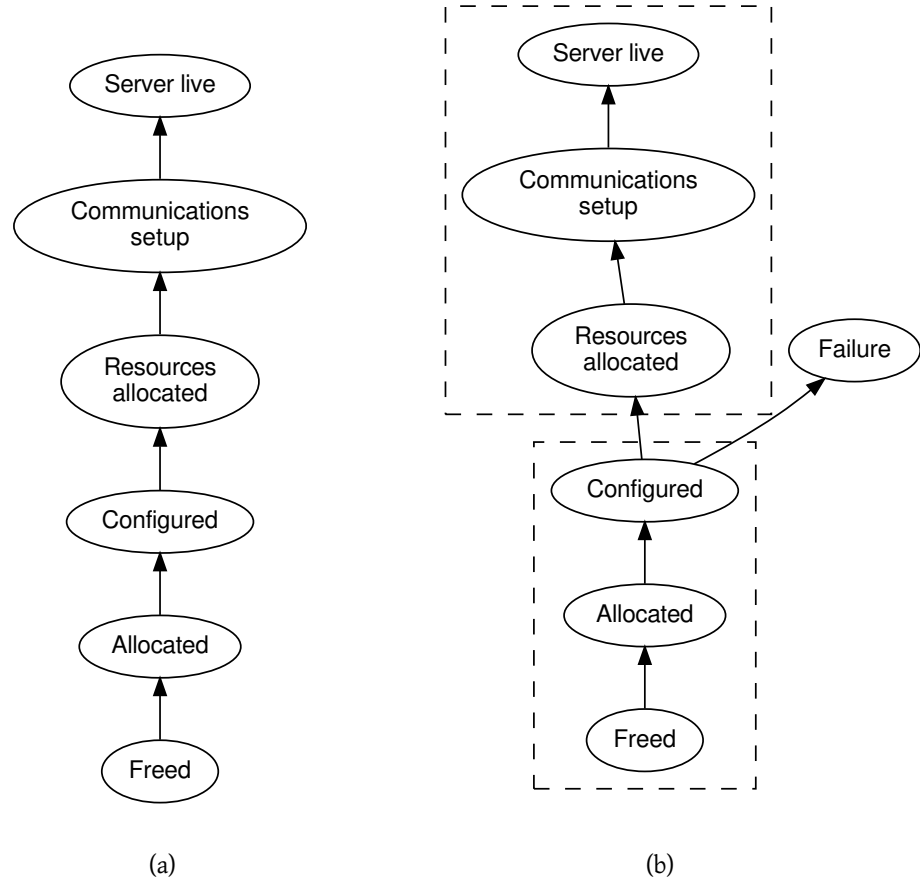 Server live
Communications
setup
Resources
allocated
Configured
Allocated
Freed
(a)
Server live
Communications
setup
Resources
allocated
Failure
Configured
Allocated
Freed
(b)